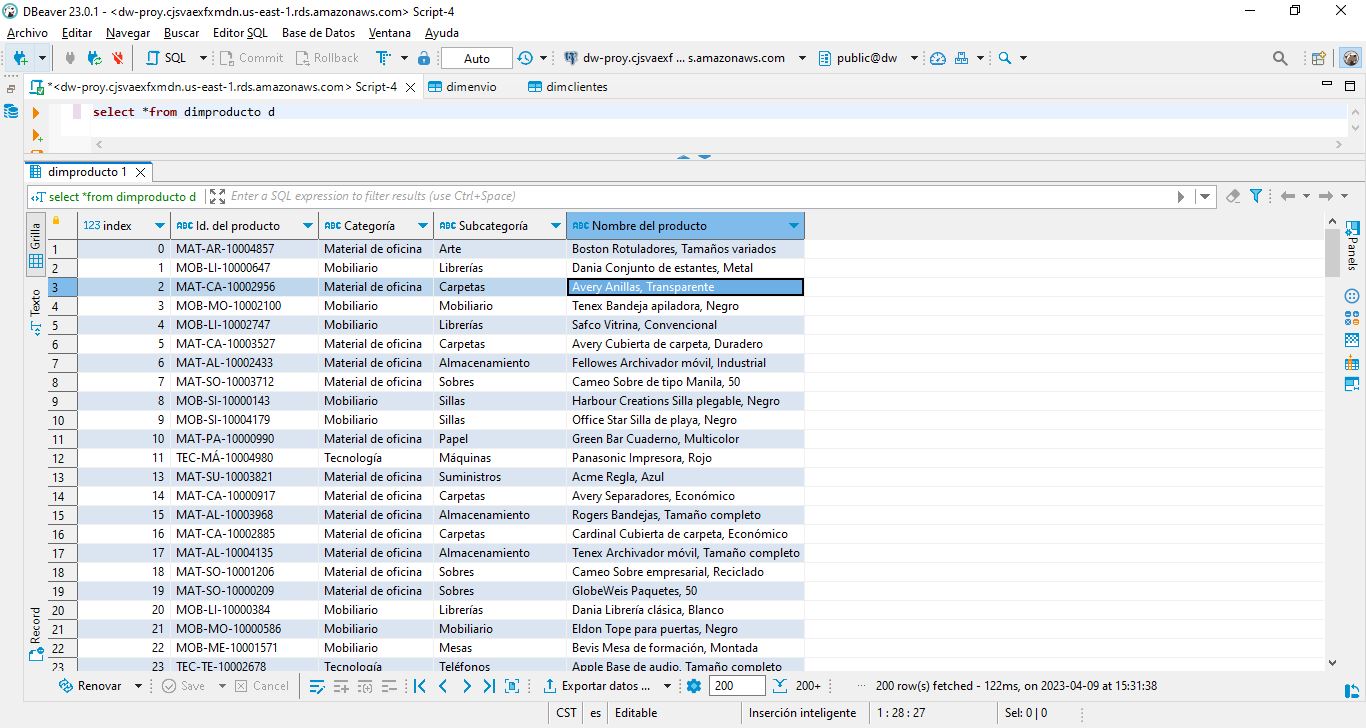 DBeaver 23.0.1 - <dw-proy.cjsvaexfxmdn.us-east-1.rds.amazonaws.com> Script-4
Archivo Editar Navegar Buscar Editor SQL Base de Datos Ventana Ayuda
SQL Commit Rollback Auto dw-proy.cjsvaexf ... s.amazonaws.com public@dw
*<dw-proy.cjsvaexfxmdn.us-east-1.rds.amazonaws.com> Script-4 dimenvio dimclientes
select *from dimproducto d
dimproducto 1
select *from dimproducto d Enter a SQL expression to filter results (use Ctrl+Space)
Grilla
Texto
Record
Panels
123 index ABC Id. del producto ABC Categoría ABC Subcategoría ABC Nombre del producto
1 0 MAT-AR-10004857 Material de oficina Arte Boston Rotuladores, Tamaños variados
2 1 MOB-LI-10000647 Mobiliario Librerías Dania Conjunto de estantes, Metal
3 2 MAT-CA-10002956 Material de oficina Carpetas Avery Anillas, Transparente
4 3 MOB-MO-10002100 Mobiliario Mobiliario Tenex Bandeja apiladora, Negro
5 4 MOB-LI-10002747 Mobiliario Librerías Safco Vitrina, Convencional
6 5 MAT-CA-10003527 Material de oficina Carpetas Avery Cubierta de carpeta, Duradero
7 6 MAT-AL-10002433 Material de oficina Almacenamiento Fellowes Archivador móvil, Industrial
8 7 MAT-SO-10003712 Material de oficina Sobres Cameo Sobre de tipo Manila, 50
9 8 MOB-SI-10000143 Mobiliario Sillas Harbour Creations Silla plegable, Negro
10 9 MOB-SI-10004179 Mobiliario Sillas Office Star Silla de playa, Negro
11 10 MAT-PA-10000990 Material de oficina Papel Green Bar Cuaderno, Multicolor
12 11 TEC-MÁ-10004980 Tecnología Máquinas Panasonic Impresora, Rojo
13 13 MAT-SU-10003821 Material de oficina Suministros Acme Regla, Azul
14 14 MAT-CA-10000917 Material de oficina Carpetas Avery Separadores, Económico
15 15 MAT-AL-10003968 Material de oficina Almacenamiento Rogers Bandejas, Tamaño completo
16 16 MAT-CA-10002885 Material de oficina Carpetas Cardinal Cubierta de carpeta, Económico
17 17 MAT-AL-10004135 Material de oficina Almacenamiento Tenex Archivador móvil, Tamaño completo
18 18 MAT-SO-10001206 Material de oficina Sobres Cameo Sobre empresarial, Reciclado
19 19 MAT-SO-10000209 Material de oficina Sobres GlobeWeis Paquetes, 50
20 20 MOB-LI-10000384 Mobiliario Librerías Dania Librería clásica, Blanco
21 21 MOB-MO-10000586 Mobiliario Mobiliario Eldon Tope para puertas, Negro
22 22 MOB-ME-10001571 Mobiliario Mesas Bevis Mesa de formación, Montada
23 23 TEC-TE-10002678 Tecnología Teléfonos Apple Base de audio, Tamaño completo
Renovar Save Cancel Exportar datos ... 200 200+ ... 200 row(s) fetched - 122ms, on 2023-04-09 at 15:31:38
CST es Editable Inserción inteligente 1 : 28 : 27 Sel: 0 | 0